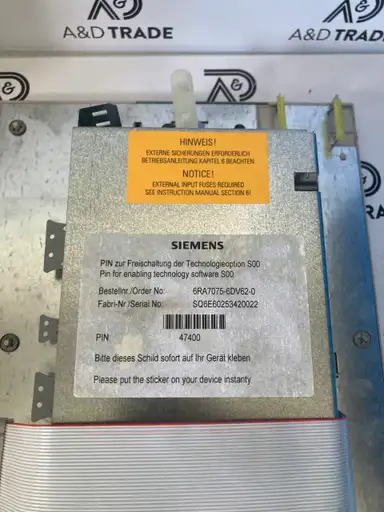 A&D TRADE
A&D TRADE
A&D
HINWEIS!
EXTERNE SICHERUNGEN ERFORDERLICH
BETRIEBSANLEITUNG KAPITEL 6 BEACHTEN
NOTICE!
EXTERNAL INPUT FUSES REQUIRED
SEE INSTRUCTION MANUAL SECTION 6!
SIEMENS
PIN zur Freischaltung der Technologieoption S00
Pin for enabling technology software S00
Bestellnr./Order No: 6RA7075-6DV62-0
Fabri-Nr./Serial No: SQ6E60253420022
PIN 47400
Bitte dieses Schild sofort auf Ihr Gerät kleben
Please put the sticker on your device instanty.